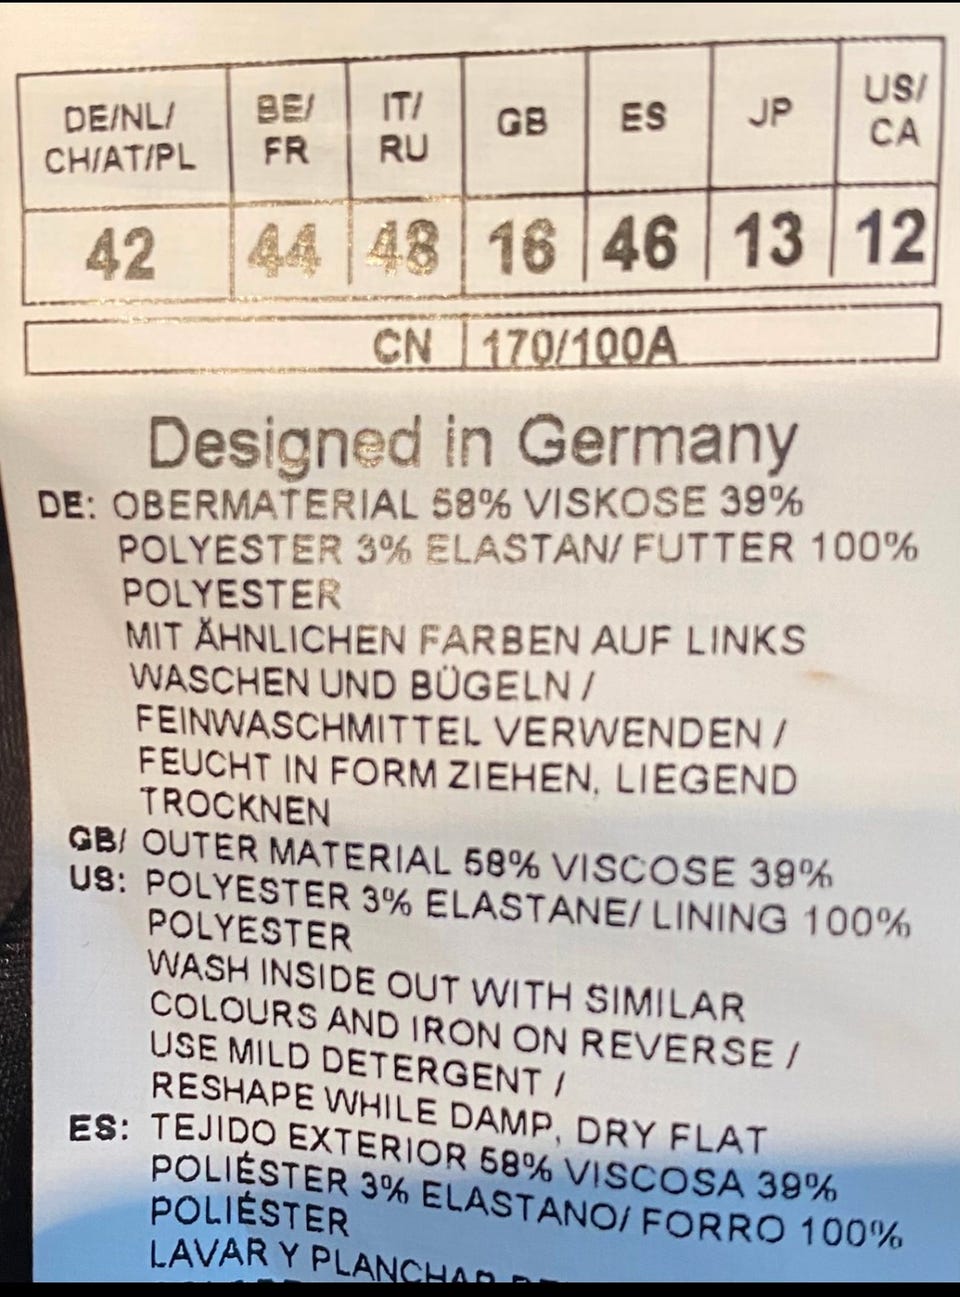 DE/NL/ CH/AT/PL BE/ FR IT/ RU GB ES JP US/ CA
42 44 48 16 46 13 12
CN 170/100A
Designed in Germany
DE: OBERMATERIAL 58% VISKOSE 39%
POLYESTER 3% ELASTAN/ FUTTER 100%
POLYESTER
MIT ÄHNLICHEN FARBEN AUF LINKS
WASCHEN UND BÜGELN /
FEINWASCHMITTEL VERWENDEN /
FEUCHT IN FORM ZIEHEN, LIEGEND
TROCKNEN
GB/ OUTER MATERIAL 58% VISCOSE 39%
US: POLYESTER 3% ELASTANE/ LINING 100%
POLYESTER
WASH INSIDE OUT WITH SIMILAR
COLOURS AND IRON ON REVERSE /
USE MILD DETERGENT /
RESHAPE WHILE DAMP, DRY FLAT
ES: TEJIDO EXTERIOR 58% VISCOSA 39%
POLIÉSTER 3% ELASTANO/ FORRO 100%
POLIÉSTER
LAVAR Y PLANCHAR